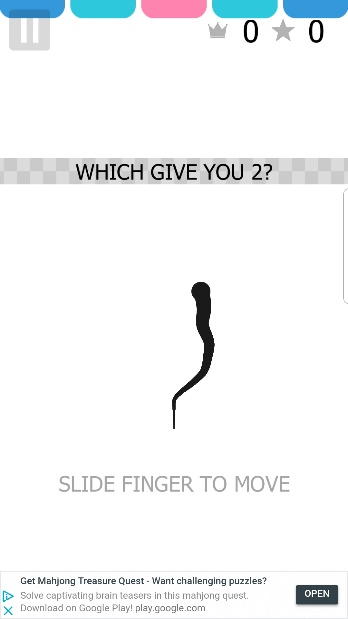 0 0
WHICH GIVE YOU 2?
SLIDE FINGER TO MOVE
Get Mahjong Treasure Quest - Want challenging puzzles?
Solve captivating brain teasers in this mahjong quest.
Download on Google Play! play.google.com
OPEN